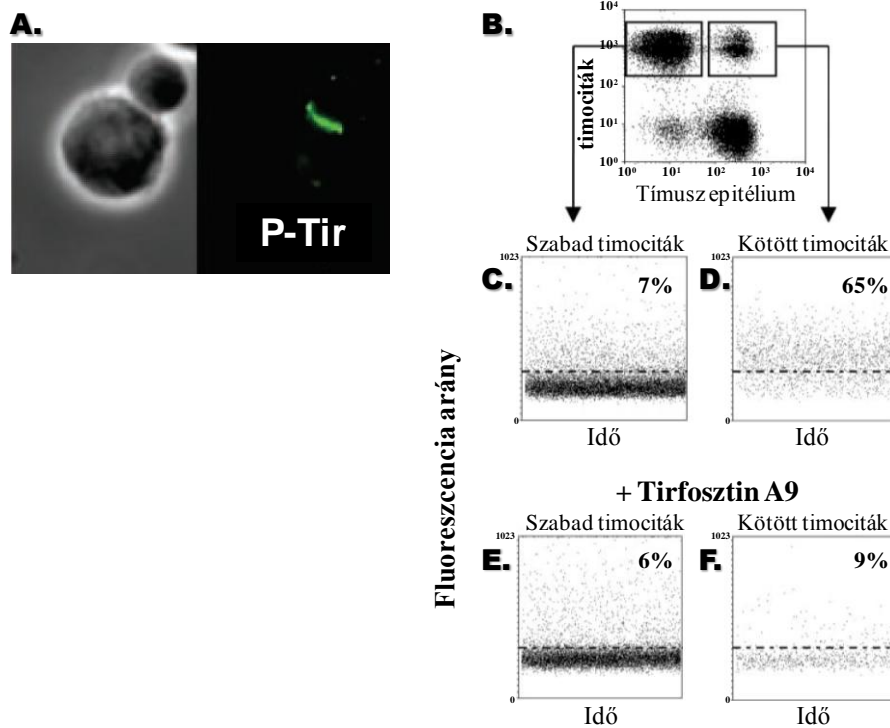 A.
P-Tir
B.
10⁴
10³
10²
10¹
10⁰
timociták
10⁰ 10¹ 10² 10³ 10⁴
Tímusz epitélium
Fluoreszcencia arány
Szabad timociták
C.
1023
7%
0
Idő
Kötött timociták
D.
1023
65%
0
Idő
+ Tirfosztin A9
Szabad timociták
E.
1023
6%
0
Idő
Kötött timociták
F.
1023
9%
0
Idő